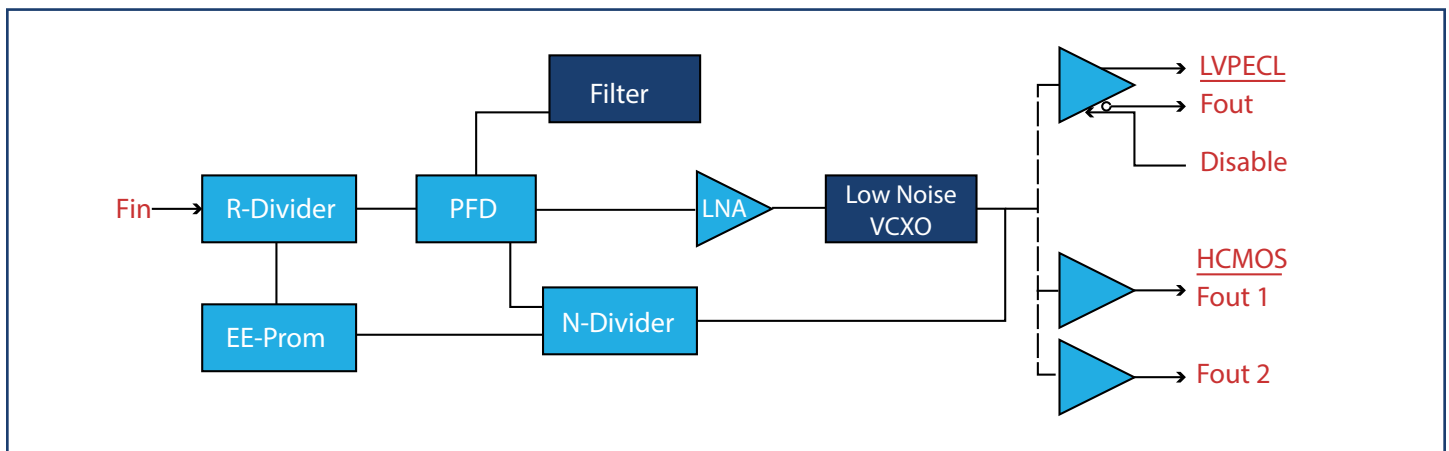 LVPECL
Filter
Fout
Disable
Fin
R-Divider
PFD
LNA
Low Noise
VCXO
HCMOS
Fout 1
EE-Prom
N-Divider
Fout 2